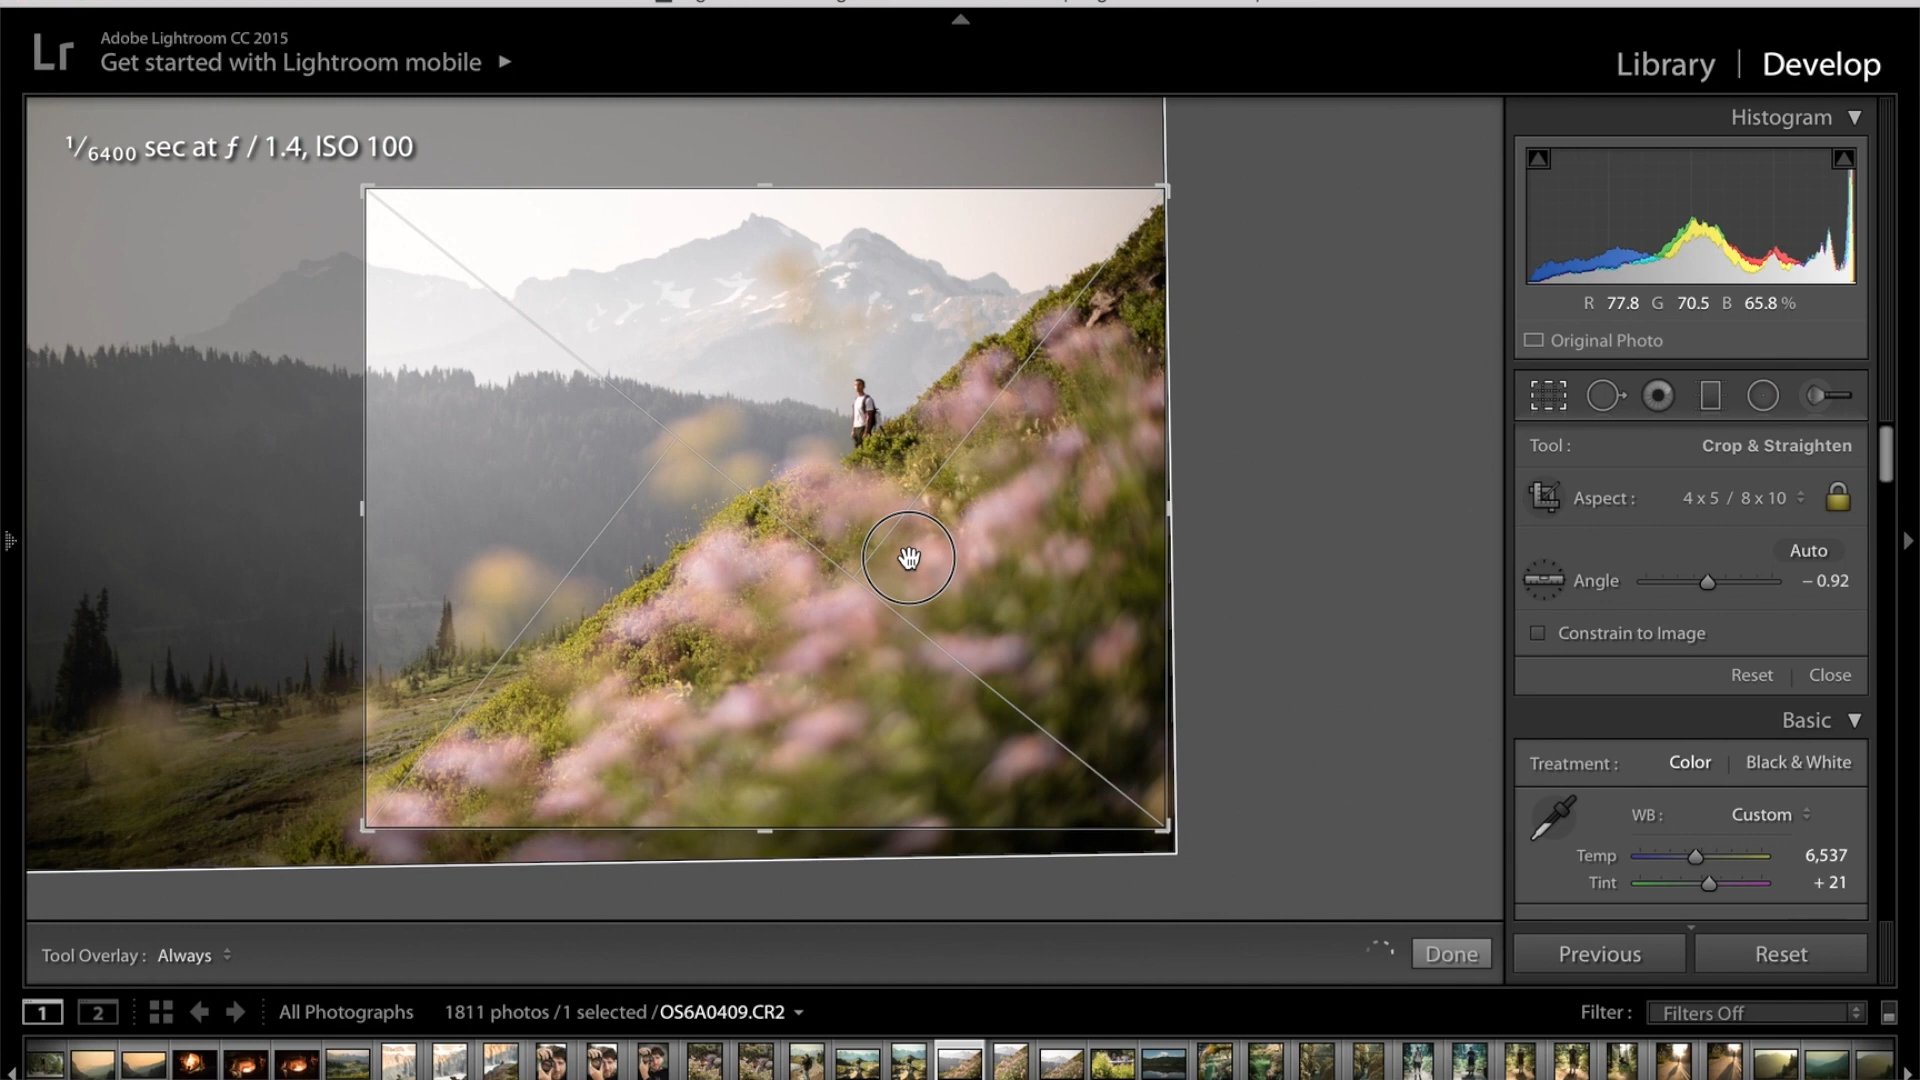 Lr
Adobe Lightroom CC 2015
Get started with Lightroom mobile
Library | Develop
1/6400 sec at ƒ / 1.4, ISO 100
Histogram
R 77.8 G 70.5 B 65.8 %
Original Photo
Tool : Crop & Straighten
Aspect : 4 x 5 / 8 x 10
Auto
Angle – 0.92
Constrain to Image
Reset | Close
Basic
Treatment : Color | Black & White
WB : Custom
Temp 6,537
Tint + 21
Tool Overlay : Always
Done
Previous
Reset
1 2 All Photographs 1811 photos / 1 selected / OS6A0409.CR2
Filter : Filters Off